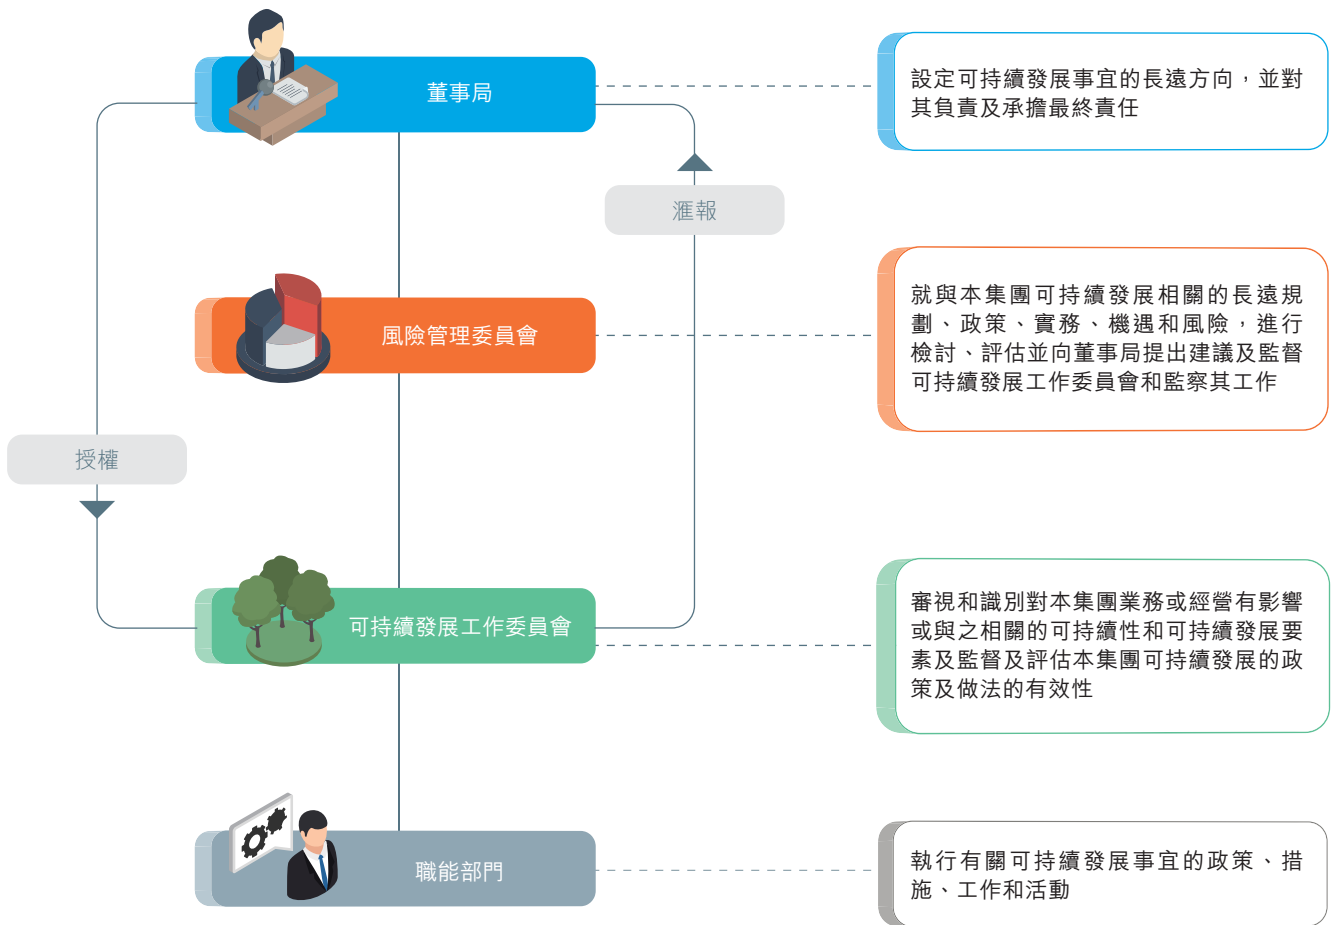 董事局
設定可持續發展事宜的長遠方向，並對
其負責及承擔最終責任
滙報
風險管理委員會
就與本集團可持續發展相關的長遠規
劃、政策、實務、機遇和風險，進行
檢討、評估並向董事局提出建議及監督
可持續發展工作委員會和監察其工作
授權
可持續發展工作委員會
審視和識別對本集團業務或經營有影響
或與之相關的可持續性和可持續發展要
素及監督及評估本集團可持續發展的政
策及做法的有效性
職能部門
執行有關可持續發展事宜的政策、措
施、工作和活動